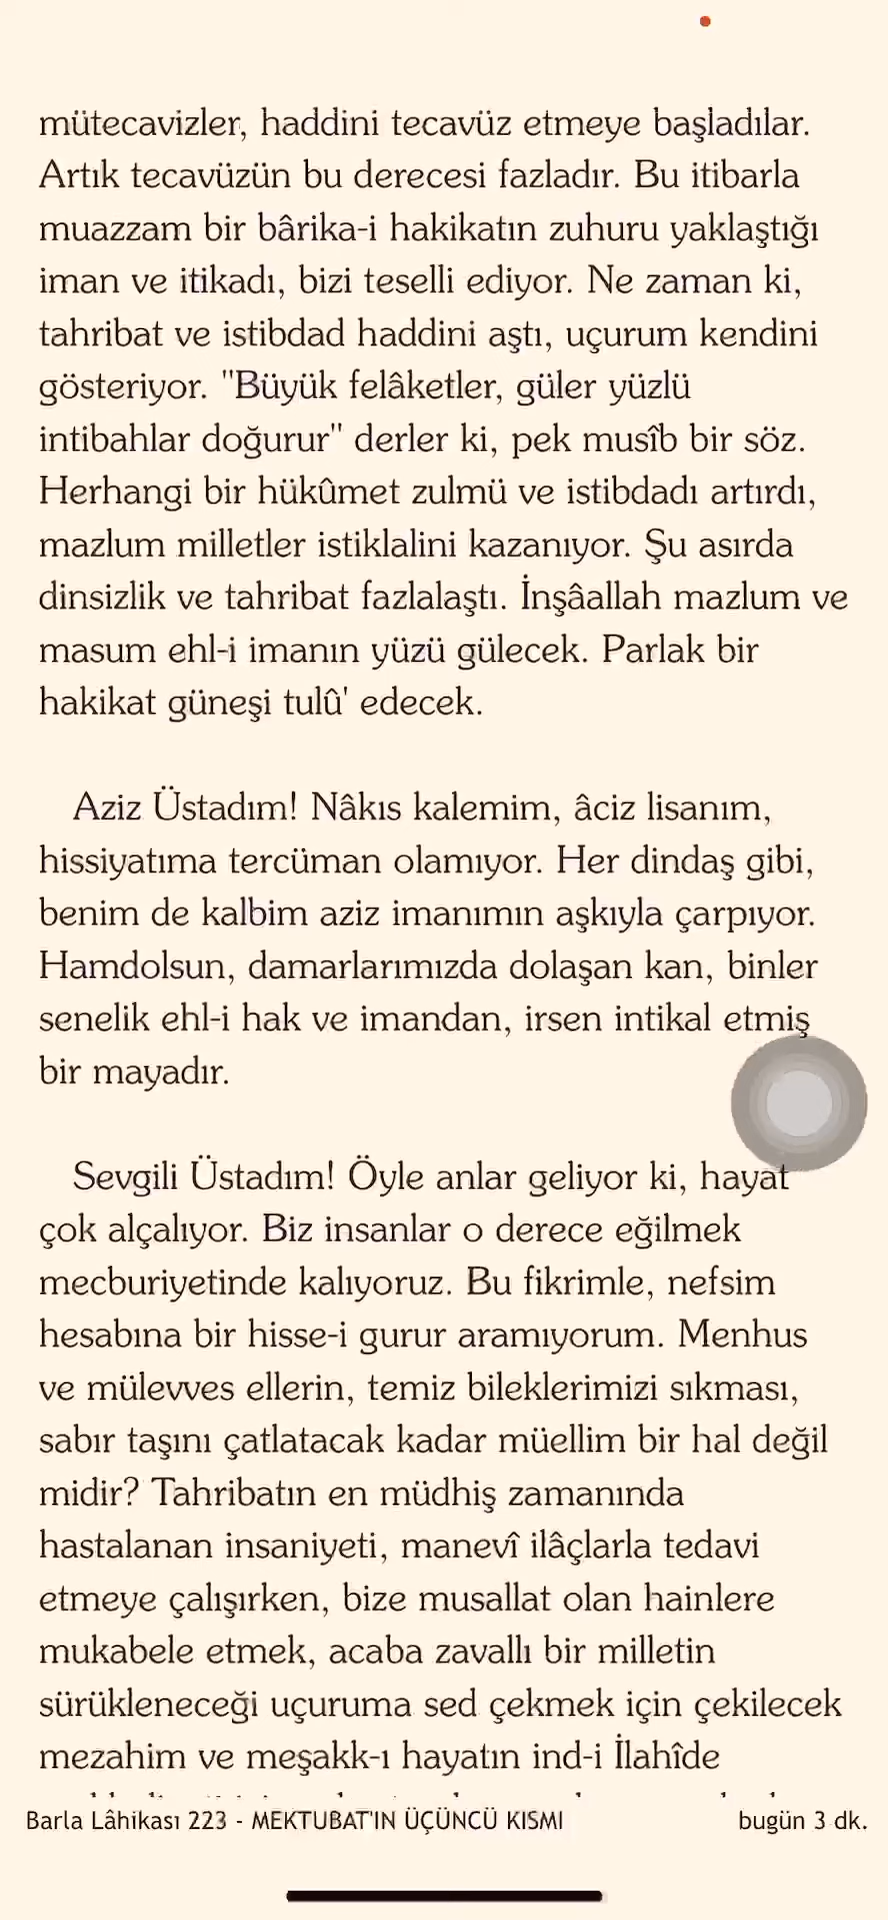 mütecavizler, haddini tecavüz etmeye başladılar.
Artık tecavüzün bu derecesi fazladır. Bu itibarla
muazzam bir bârika-i hakikatın zuhuru yaklaştığı
iman ve itikadı, bizi teselli ediyor. Ne zaman ki,
tahribat ve istibdad haddini aştı, uçurum kendini
gösteriyor. "Büyük felâketler, güler yüzlü
intibahlar doğurur" derler ki, pek musîb bir söz.
Herhangi bir hükûmet zulmü ve istibdadı artırdı,
mazlum milletler istiklalini kazanıyor. Şu asırda
dinsizlik ve tahribat fazlalaştı. İnşâallah mazlum ve
masum ehl-i imanın yüzü gülecek. Parlak bir
hakikat güneşi tulû' edecek.
Aziz Üstadım! Nâkıs kalemim, âciz lisanım,
hissiyatıma tercüman olamıyor. Her dindaş gibi,
benim de kalbim aziz imanımın aşkıyla çarpıyor.
Hamdolsun, damarlarımızda dolaşan kan, binler
senelik ehl-i hak ve imandan, irsen intikal etmiş
bir mayadır.
Sevgili Üstadım! Öyle anlar geliyor ki, hayat
çok alçalıyor. Biz insanlar o derece eğilmek
mecburiyetinde kalıyoruz. Bu fikrimle, nefsim
hesabına bir hisse-i gurur aramıyorum. Menhus
ve mülevves ellerin, temiz bileklerimizi sıkması,
sabır taşını çatlatacak kadar müellim bir hal değil
midir? Tahribatın en müdhiş zamanında
hastalanan insaniyeti, manevî ilâçlarla tedavi
etmeye çalışırken, bize musallat olan hainlere
mukabele etmek, acaba zavallı bir milletin
sürükleneceği uçuruma sed çekmek için çekilecek
mezahim ve meşakk-ı hayatın ind-i İlahîde
Barla Lâhikası 223 - MEKTUBAT'IN ÜÇÜNCÜ KISMI
bugün 3 dk.